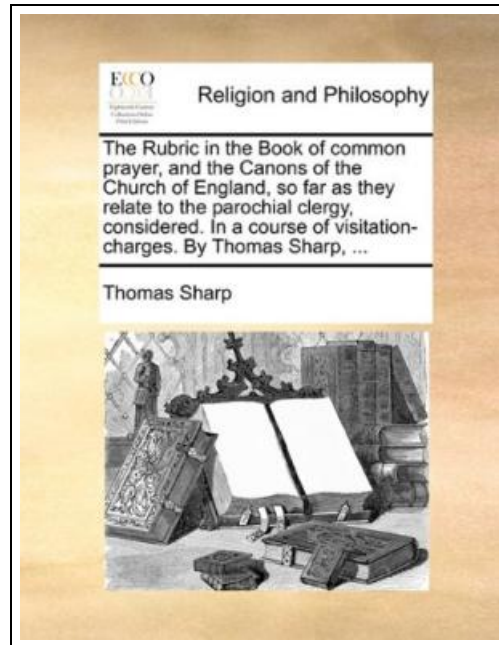 ECCO
Religion and Philosophy
The Rubric in the Book of common
prayer, and the Canons of the
Church of England, so far as they
relate to the parochial clergy,
considered. In a course of visitation-
charges. By Thomas Sharp, ...
Thomas Sharp